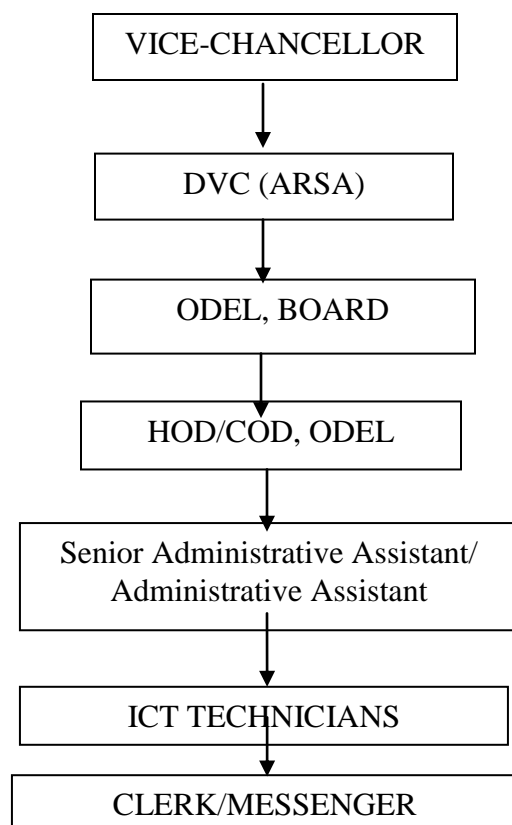 VICE-CHANCELLOR
DVC (ARSA)
ODEL, BOARD
HOD/COD, ODEL
Senior Administrative Assistant/
Administrative Assistant
ICT TECHNICIANS
CLERK/MESSENGER